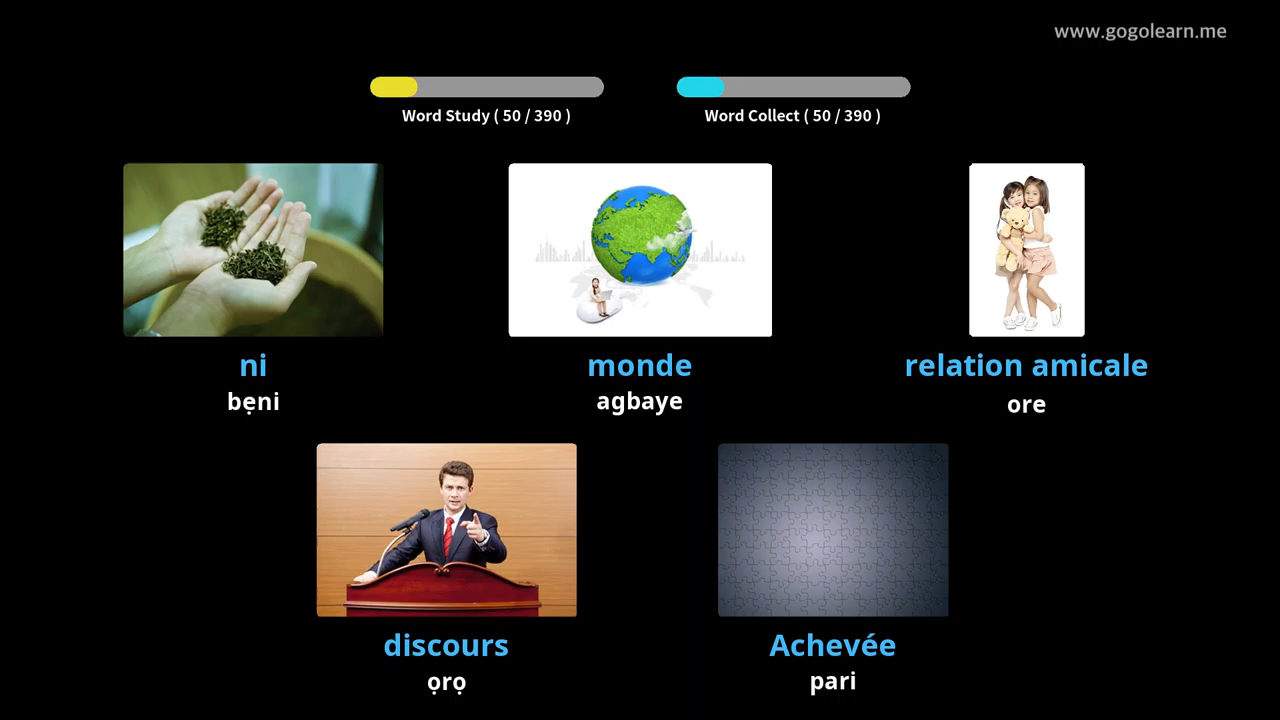 www.gogolearn.me
Word Study ( 50 / 390 )
Word Collect ( 50 / 390 )
ni
bẹni
monde
agbaye
relation amicale
ore
discours
ọrọ
Achevée
pari